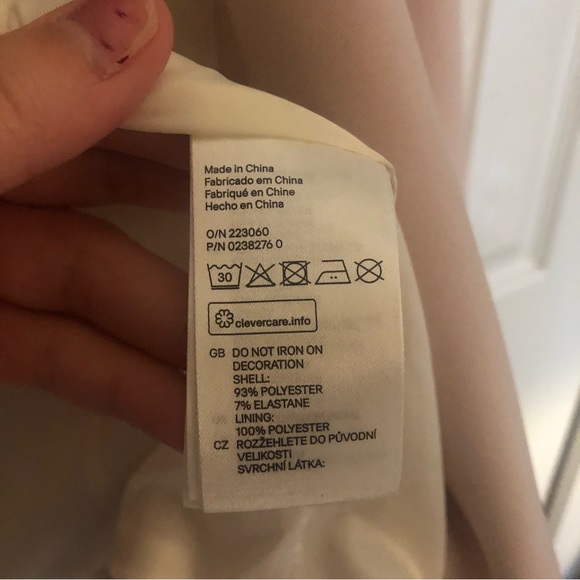 Made in China
Fabricado em China
Fabriqué en Chine
Hecho en China
O/N 223060
P/N 0238276 0
30
clevercare.info
GB DO NOT IRON ON
DECORATION
SHELL:
93% POLYESTER
7% ELASTANE
LINING:
100% POLYESTER
CZ ROZŽEHLETE DO PŮVODNÍ
VELIKOSTI
SVRCHNÍ LÁTKA: